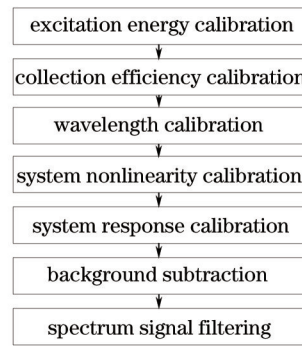 excitation energy calibration
collection efficiency calibration
wavelength calibration
system nonlinearity calibration
system response calibration
background subtraction
spectrum signal filtering